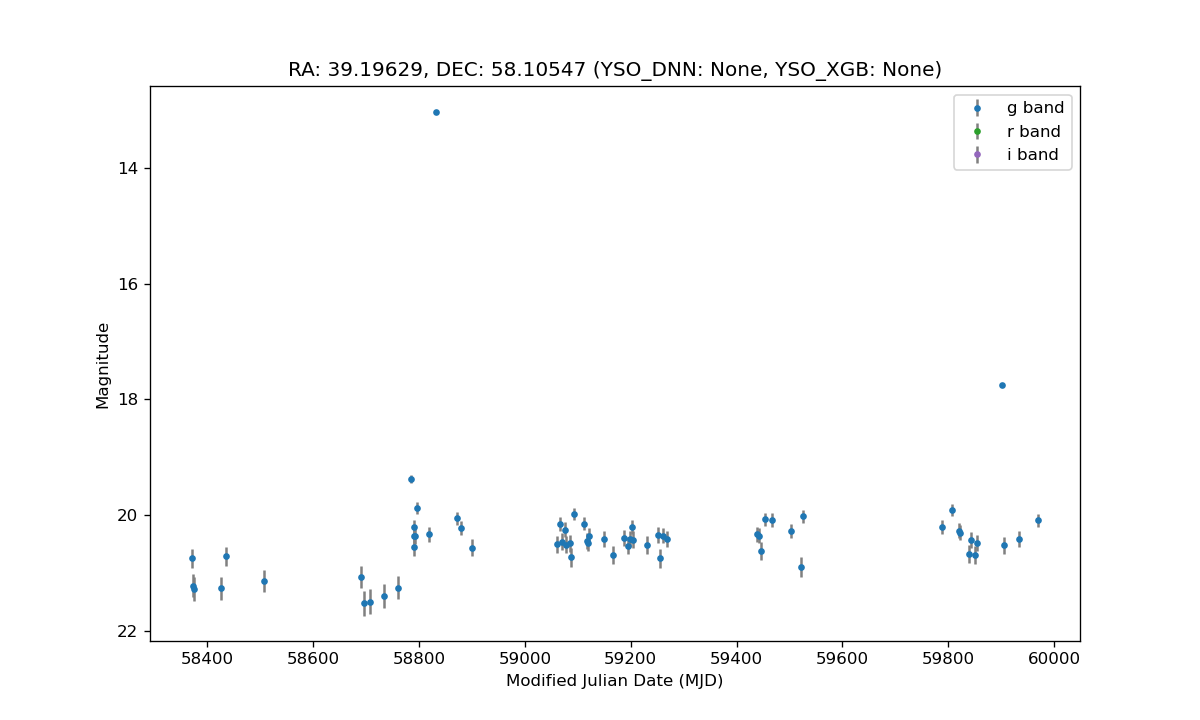 RA: 39.19629, DEC: 58.10547 (YSO_DNN: None, YSO_XGB: None)
g band
r band
i band
14
16
18
20
22
Magnitude
58400 58600 58800 59000 59200 59400 59600 59800 60000
Modified Julian Date (MJD)